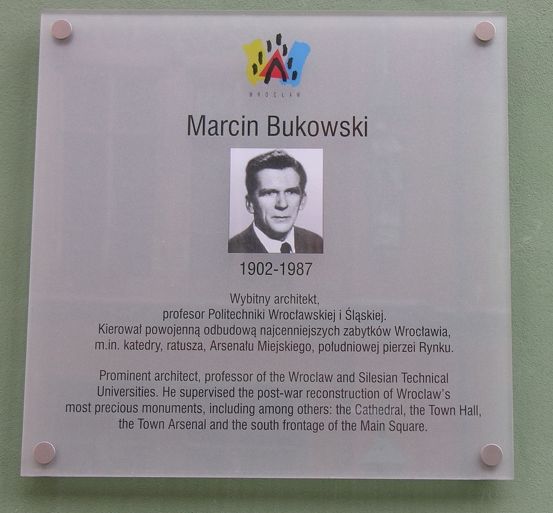 WROCŁAW
Marcin Bukowski
1902-1987
Wybitny architekt,
profesor Politechniki Wrocławskiej i Śląskiej.
Kierował powojenną odbudową najcenniejszych zabytków Wrocławia,
m.in. katedry, ratusza, Arsenału Miejskiego, południowej pierzei Rynku.
Prominent architect, professor of the Wroclaw and Silesian Technical
Universities. He supervised the post-war reconstruction of Wroclaw's
most precious monuments, including among others: the Cathedral, the Town Hall,
the Town Arsenal and the south frontage of the Main Square.